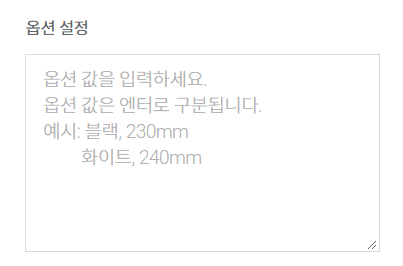 옵션 설정
옵션 값을 입력하세요.
옵션 값은 엔터로 구분됩니다.
예시: 블랙, 230mm
화이트, 240mm